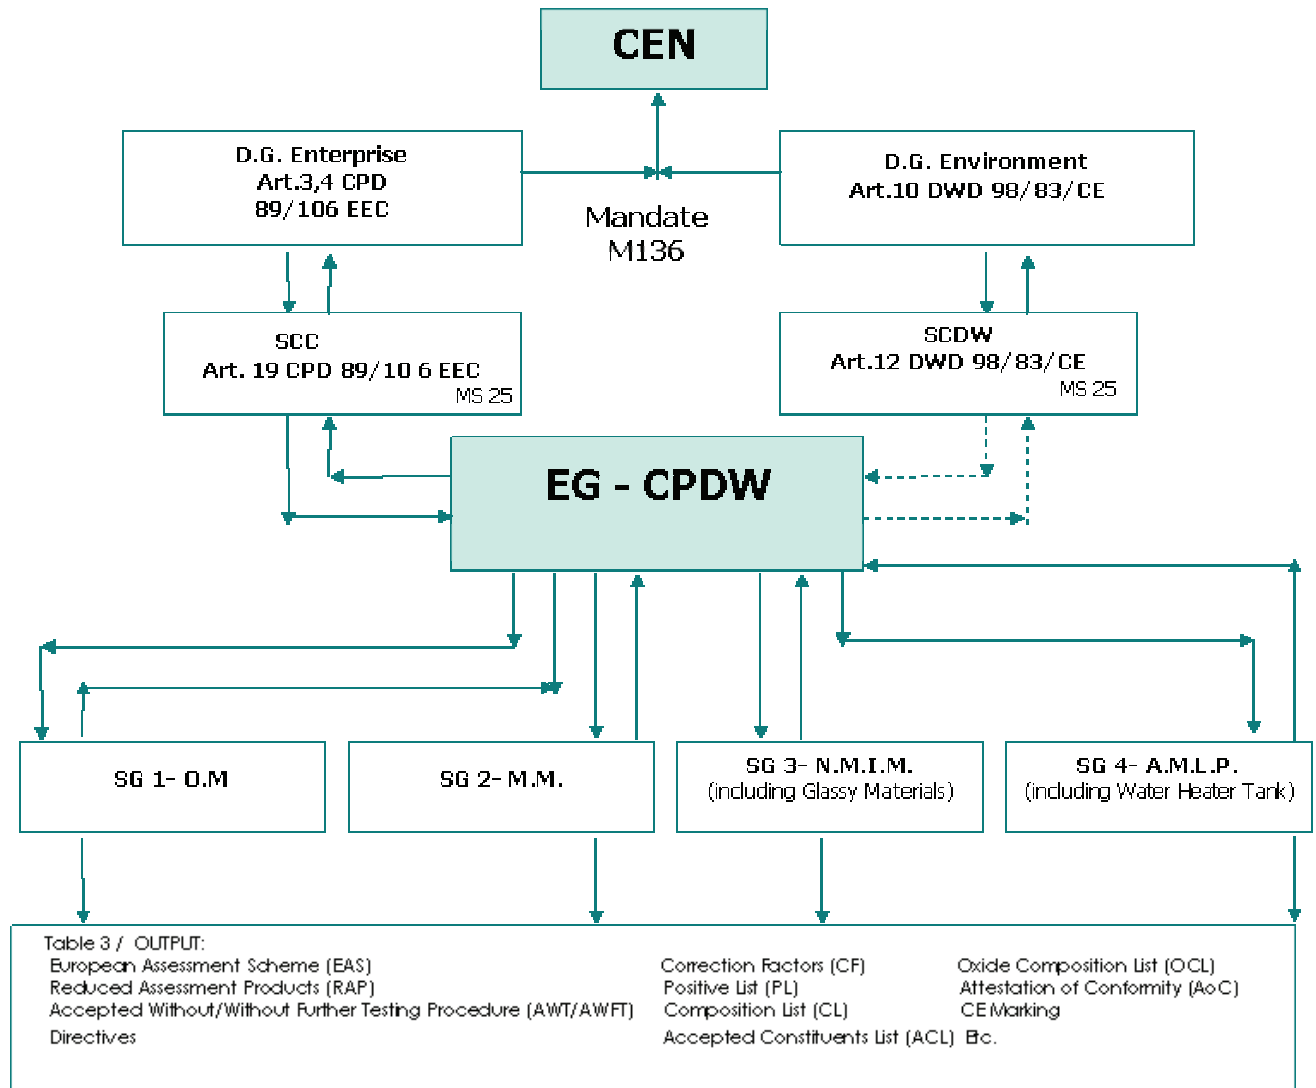 CEN
D.G. Enterprise
Art.3,4 CPD
89/106 EEC
D.G. Environment
Art.10 DWD 98/83/CE
Mandate
M136
SCC
Art. 19 CPD 89/10 6 EEC
MS 25
SCDW
Art.12 DWD 98/83/CE
MS 25
EG - CPDW
SG 1- O.M
SG 2- M.M.
SG 3- N.M.I.M.
(including Glassy Materials)
SG 4- A.M.L.P.
(including Water Heater Tank)
Table 3 / OUTPUT:
European Assessment Scheme (EAS)
Reduced Assessment Products (RAP)
Accepted Without/Without Further Testing Procedure (AWT/AWFT)
Directives
Correction Factors (CF)
Positive List (PL)
Composition List (CL)
Accepted Constituents List (ACL) Etc.
Oxide Composition List (OCL)
Attestation of Conformity (AoC)
CE Marking